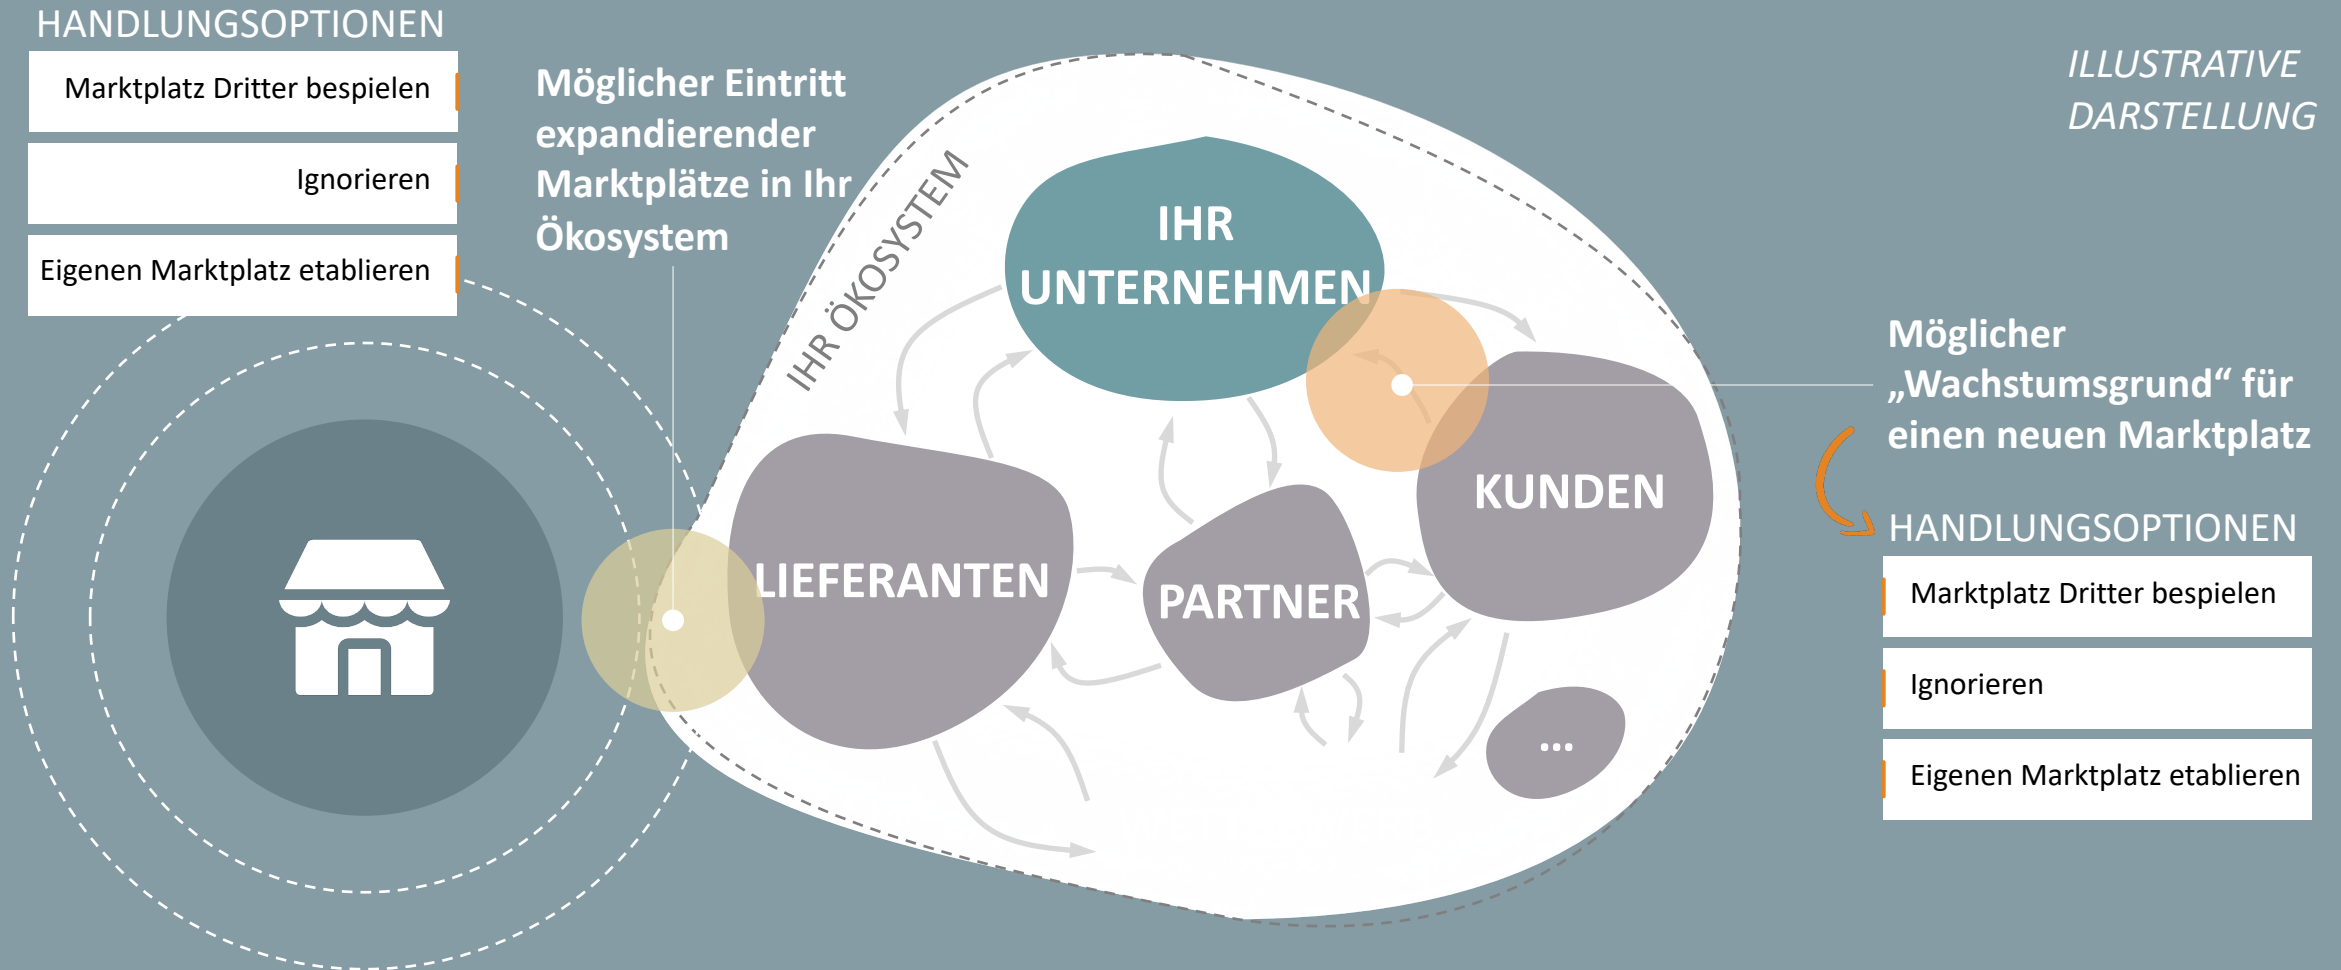 HANDLUNGSOPTIONEN
Marktplatz Dritter bespielen
Ignorieren
Eigenen Marktplatz etablieren
Möglicher Eintritt
expandierender
Marktplätze in Ihr
Ökosystem
IHR ÖKOSYSTEM
IHR
UNTERNEHMEN
LIEFERANTEN
PARTNER
KUNDEN
...
ILLUSTRATIVE
DARSTELLUNG
Möglicher
„Wachstumsgrund“ für
einen neuen Marktplatz
HANDLUNGSOPTIONEN
Marktplatz Dritter bespielen
Ignorieren
Eigenen Marktplatz etablieren